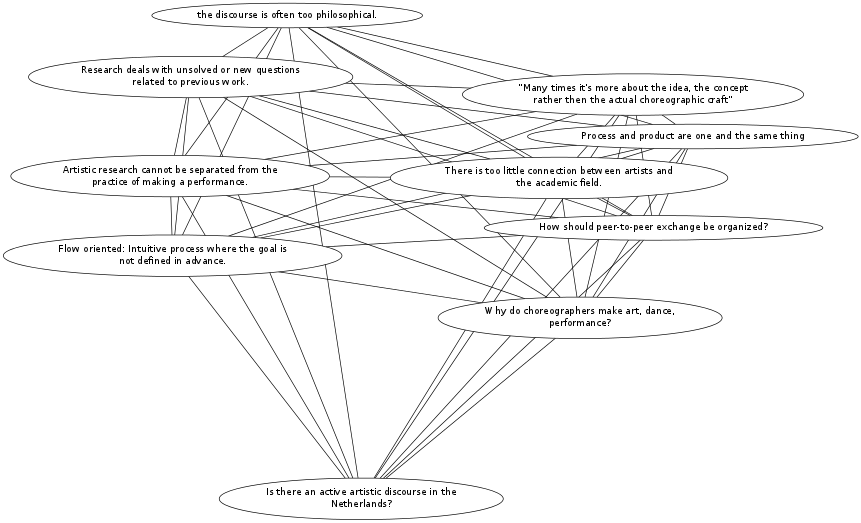 the discourse is often too philosophical.
Research deals with unsolved or new questions
related to previous work.
"Many times it's more about the idea, the concept
rather then the actual choreographic craft"
Process and product are one and the same thing
Artistic research cannot be separated from the
practice of making a performance.
There is too little connection between artists and
the academic field.
How should peer-to-peer exchange be organized?
Flow oriented: Intuitive process where the goal is
not defined in advance.
Why do choreographers make art, dance,
performance?
Is there an active artistic discourse in the
Netherlands?